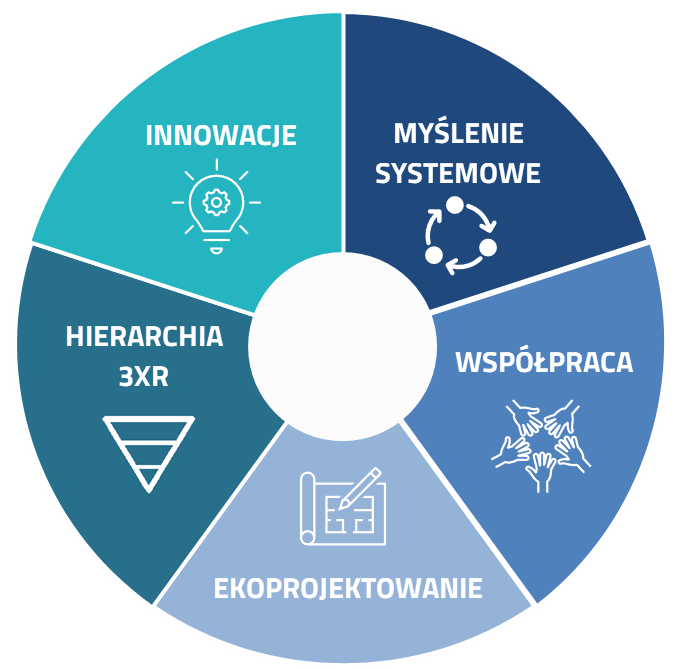 INNOWACJE
MYŚLENIE
SYSTEMOWE
HIERARCHIA
3XR
WSPÓŁPRACA
EKOPROJEKTOWANIE